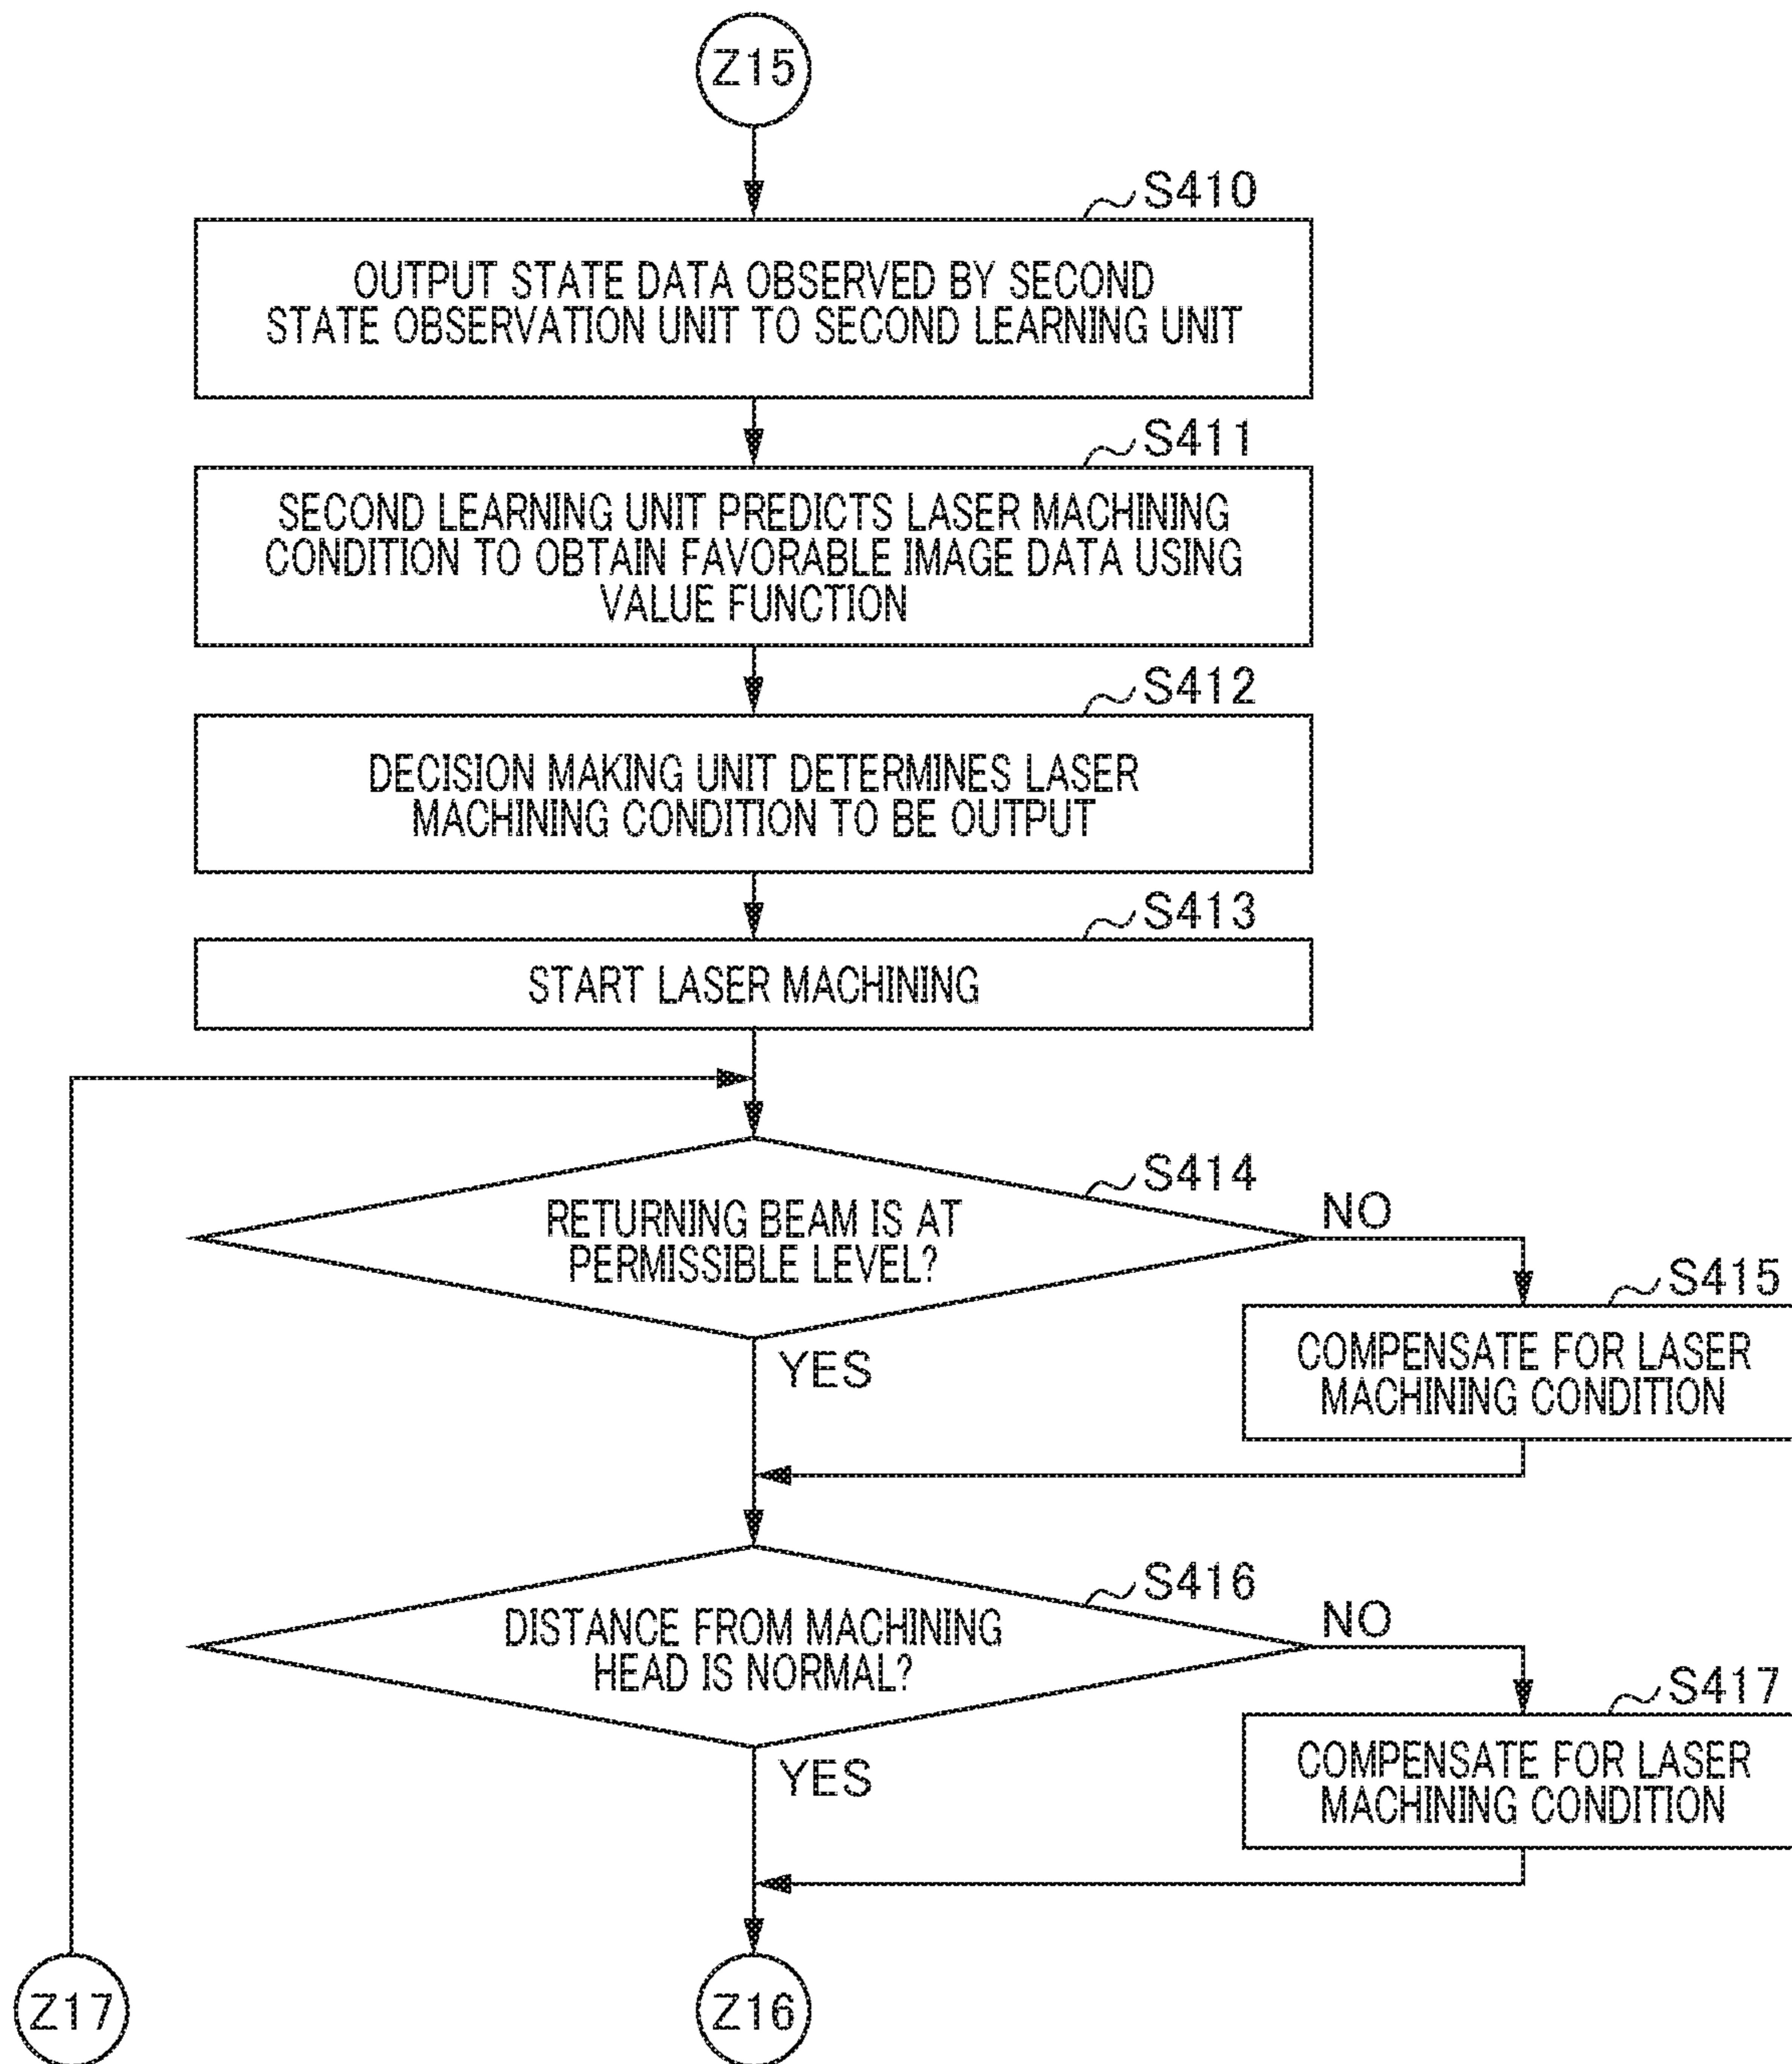 Z15
S410
OUTPUT STATE DATA OBSERVED BY SECOND
STATE OBSERVATION UNIT TO SECOND LEARNING UNIT
S411
SECOND LEARNING UNIT PREDICTS LASER MACHINING
CONDITION TO OBTAIN FAVORABLE IMAGE DATA USING
VALUE FUNCTION
S412
DECISION MAKING UNIT DETERMINES LASER
MACHINING CONDITION TO BE OUTPUT
S413
START LASER MACHINING
S414
RETURNING BEAM IS AT
PERMISSIBLE LEVEL?
NO
YES
S415
COMPENSATE FOR LASER
MACHINING CONDITION
S416
DISTANCE FROM MACHINING
HEAD IS NORMAL?
NO
YES
S417
COMPENSATE FOR LASER
MACHINING CONDITION
Z17
Z16